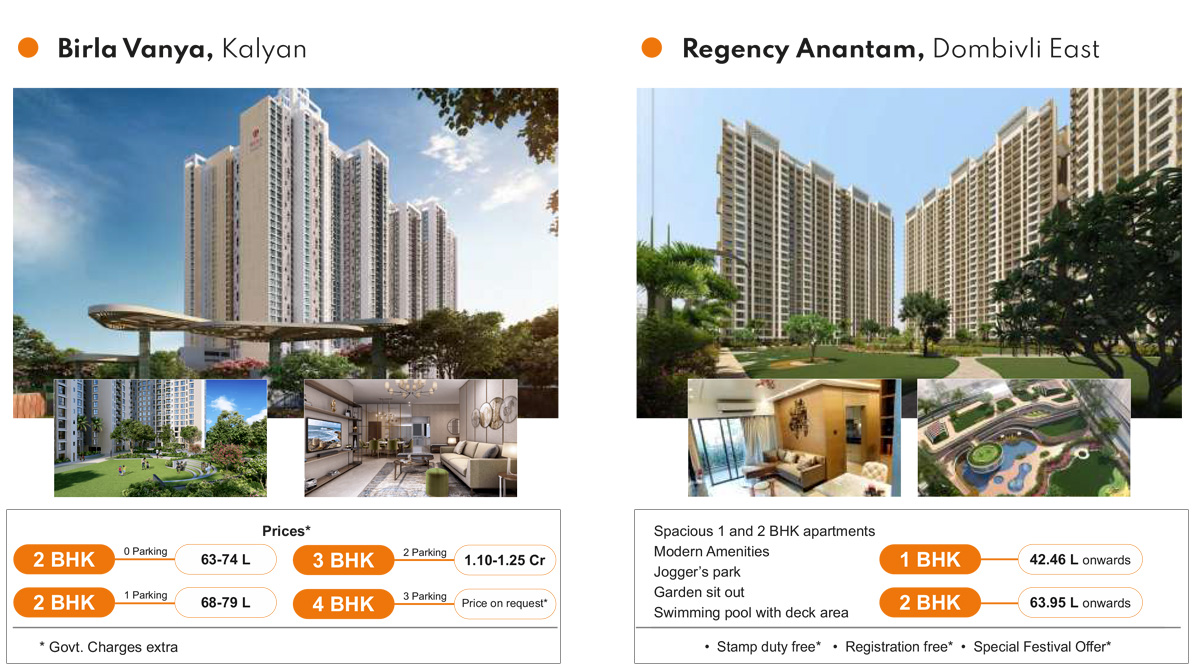 Birla Vanya, Kalyan
Prices*
2 BHK 0 Parking 63-74 L
3 BHK 2 Parking 1.10-1.25 Cr
2 BHK 1 Parking 68-79 L
4 BHK 3 Parking Price on request*
* Govt. Charges extra
Regency Anantam, Dombivli East
Spacious 1 and 2 BHK apartments
Modern Amenities
Jogger's park
Garden sit out
Swimming pool with deck area
1 BHK 42.46 L onwards
2 BHK 63.95 L onwards
• Stamp duty free* • Registration free* • Special Festival Offer*